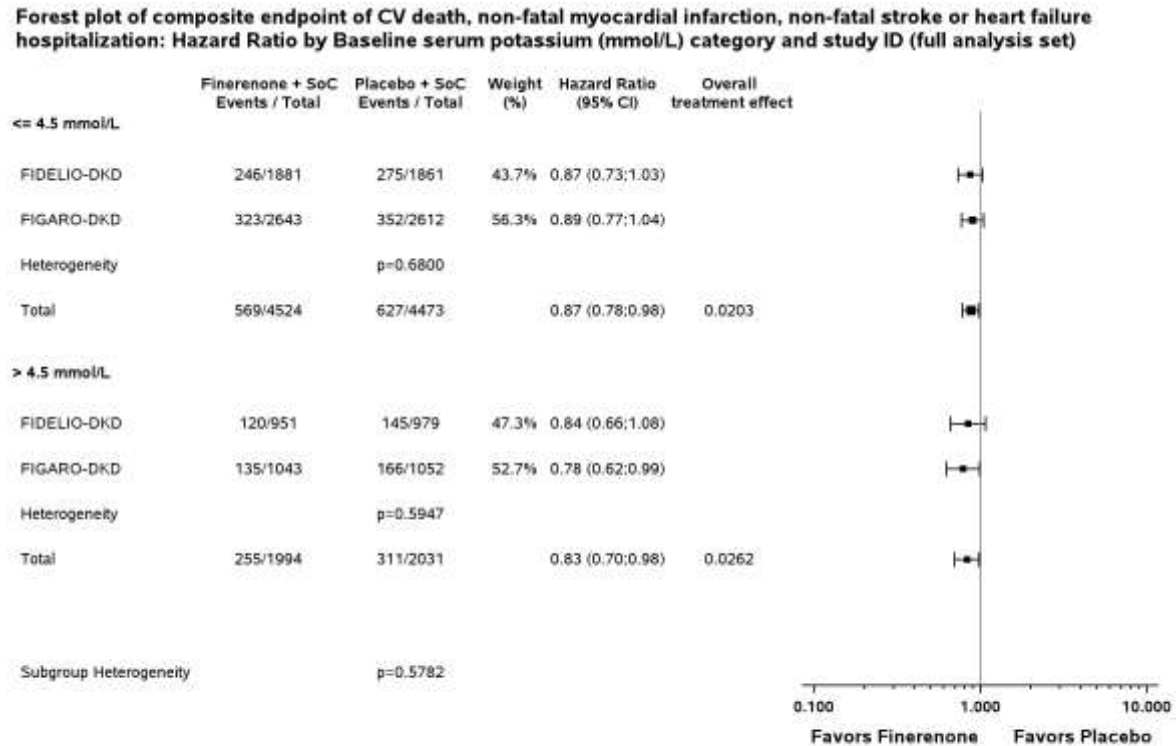 Forest plot of composite endpoint of CV death, non-fatal myocardial infarction, non-fatal stroke or heart failure
hospitalization: Hazard Ratio by Baseline serum potassium (mmol/L) category and study ID (full analysis set)
Finerenone + SoC Placebo + SoC Weight Hazard Ratio Overall
Events / Total Events / Total (%) (95% CI) treatment effect
<= 4.5 mmol/L
FIDELIO-DKD 246/1881 275/1861 43.7% 0.87 (0.73;1.03)
FIGARO-DKD 323/2643 352/2612 56.3% 0.89 (0.77;1.04)
Heterogeneity p=0.6800
Total 569/4524 627/4473 0.87 (0.78;0.98) 0.0203
> 4.5 mmol/L
FIDELIO-DKD 120/951 145/979 47.3% 0.84 (0.66;1.08)
FIGARO-DKD 135/1043 166/1052 52.7% 0.78 (0.62;0.99)
Heterogeneity p=0.5947
Total 255/1994 311/2031 0.83 (0.70;0.98) 0.0262
Subgroup Heterogeneity p=0.5782
0.100 1.000 10.000
Favors Finerenone Favors Placebo